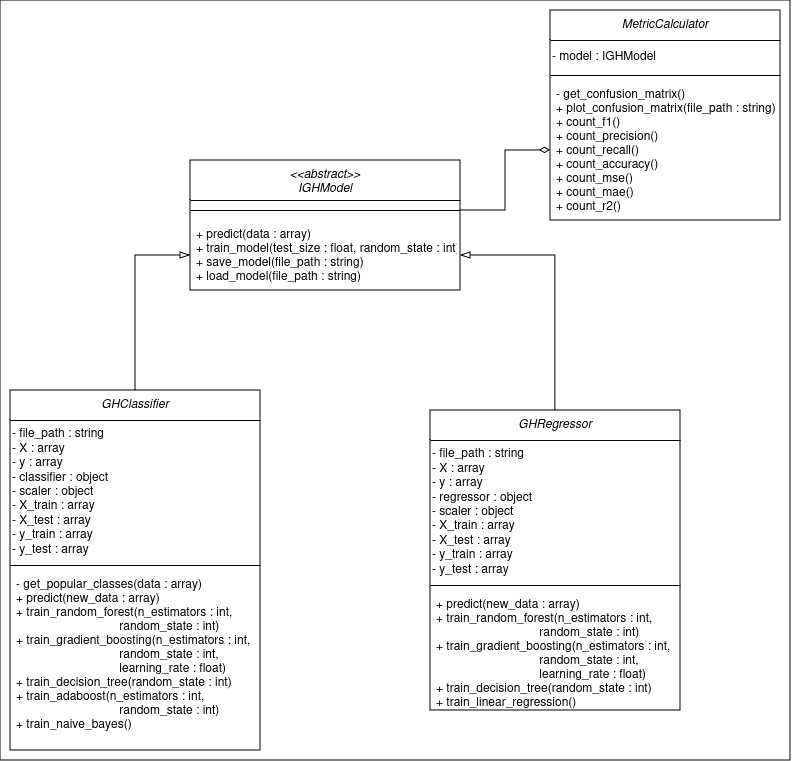 MetricCalculator
- model : IGHModel
- get_confusion_matrix()
+ plot_confusion_matrix(file_path : string)
+ count_f1()
+ count_precision()
+ count_recall()
+ count_accuracy()
+ count_mse()
+ count_mae()
+ count_r2()
<<abstract>>
IGHModel
+ predict(data : array)
+ train_model(test_size : float, random_state : int
+ save_model(file_path : string)
+ load_model(file_path : string)
GHClassifier
- file_path : string
- X : array
- y : array
- classifier : object
- scaler : object
- X_train : array
- X_test : array
- y_train : array
- y_test : array
- get_popular_classes(data : array)
+ predict(new_data : array)
+ train_random_forest(n_estimators : int,
random_state : int)
+ train_gradient_boosting(n_estimators : int,
random_state : int,
learning_rate : float)
+ train_decision_tree(random_state : int)
+ train_adaboost(n_estimators : int,
random_state : int)
+ train_naive_bayes()
GHRegressor
- file_path : string
- X : array
- y : array
- regressor : object
- scaler : object
- X_train : array
- X_test : array
- y_train : array
- y_test : array
+ predict(new_data : array)
+ train_random_forest(n_estimators : int,
random_state : int)
+ train_gradient_boosting(n_estimators : int,
random_state : int,
learning_rate : float)
+ train_decision_tree(random_state : int)
+ train_linear_regression()